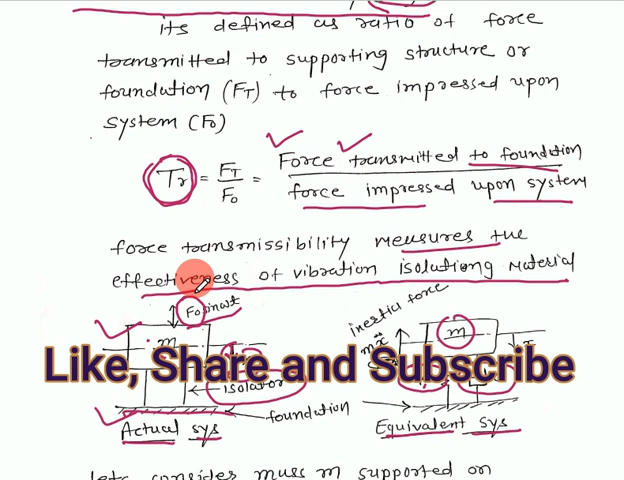 its defined as ratio of force
transmitted to supporting structure or
foundation (FT) to force impressed upon
system (F0)
Tr = FT / F0 = Force transmitted to foundation / force impressed upon system
force transmissibility measures the
effectiveness of vibration isolationg material
F0 sinωt
inertia force
m
m
mẍ
x
Like, Share and Subscribe
isolator
foundation
Actual sys
Equivalent sys
lets consider mass m supported on